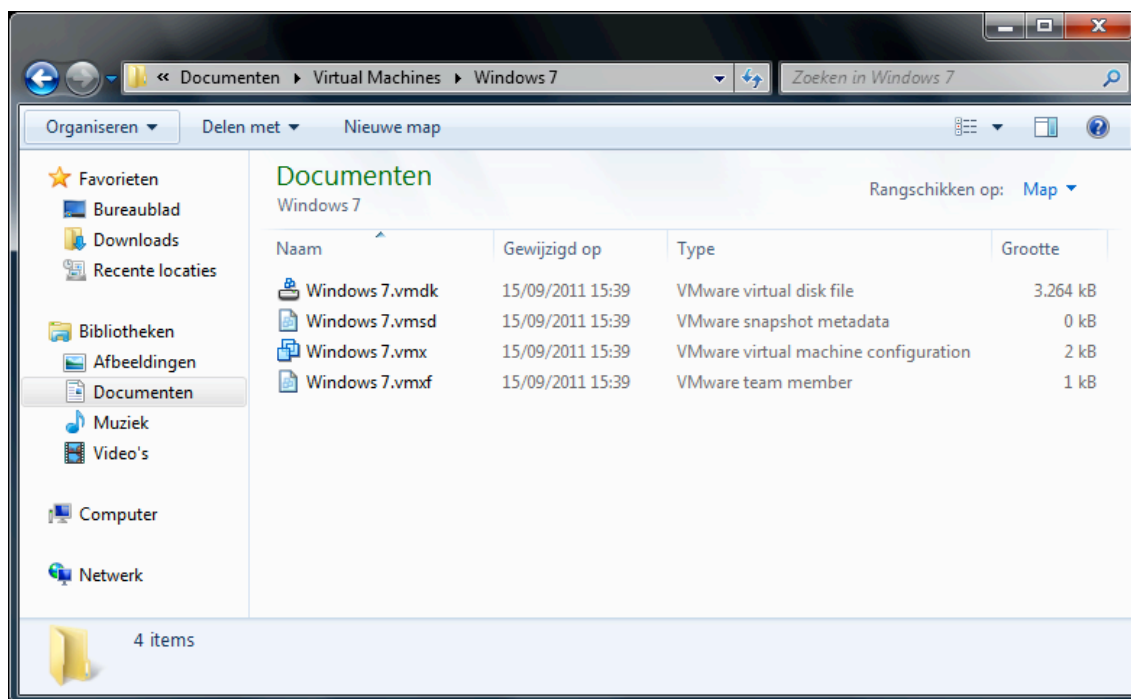 « Documenten ▸ Virtual Machines ▸ Windows 7
Zoeken in Windows 7
Organiseren Delen met Nieuwe map
Favorieten
Bureaublad
Downloads
Recente locaties
Bibliotheken
Afbeeldingen
Documenten
Muziek
Video's
Computer
Netwerk
Documenten
Windows 7
Rangschikken op: Map
Naam Gewijzigd op Type Grootte
Windows 7.vmdk 15/09/2011 15:39 VMware virtual disk file 3.264 kB
Windows 7.vmsd 15/09/2011 15:39 VMware snapshot metadata 0 kB
Windows 7.vmx 15/09/2011 15:39 VMware virtual machine configuration 2 kB
Windows 7.vmxf 15/09/2011 15:39 VMware team member 1 kB
4 items